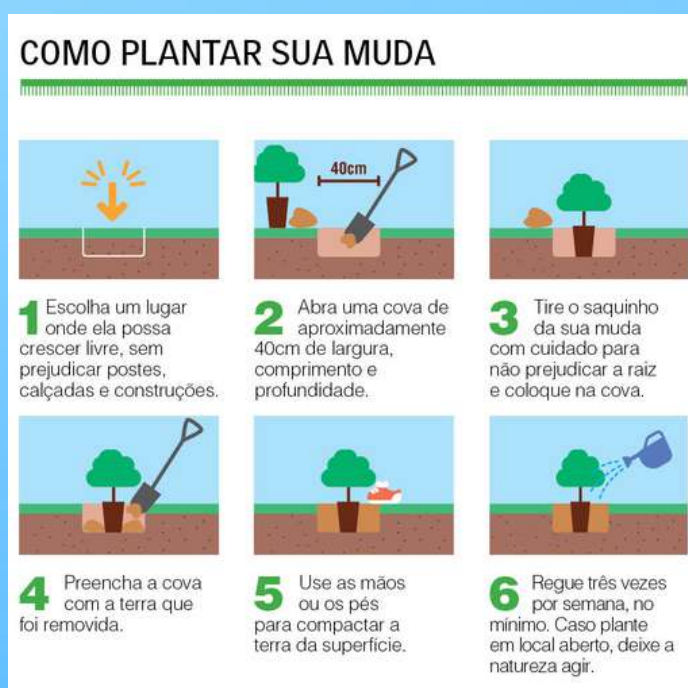 COMO PLANTAR SUA MUDA
40cm
1 Escolha um lugar
onde ela possa
crescer livre, sem
prejudicar postes,
calçadas e construções.
2 Abra uma cova de
aproximadamente
40cm de largura,
comprimento e
profundidade.
3 Tire o saquinho
da sua muda
com cuidado para
não prejudicar a raiz
e coloque na cova.
4 Preencha a cova
com a terra que
foi removida.
5 Use as mãos
ou os pés
para compactar a
terra da superfície.
6 Regue três vezes
por semana, no
mínimo. Caso plante
em local aberto, deixe a
natureza agir.